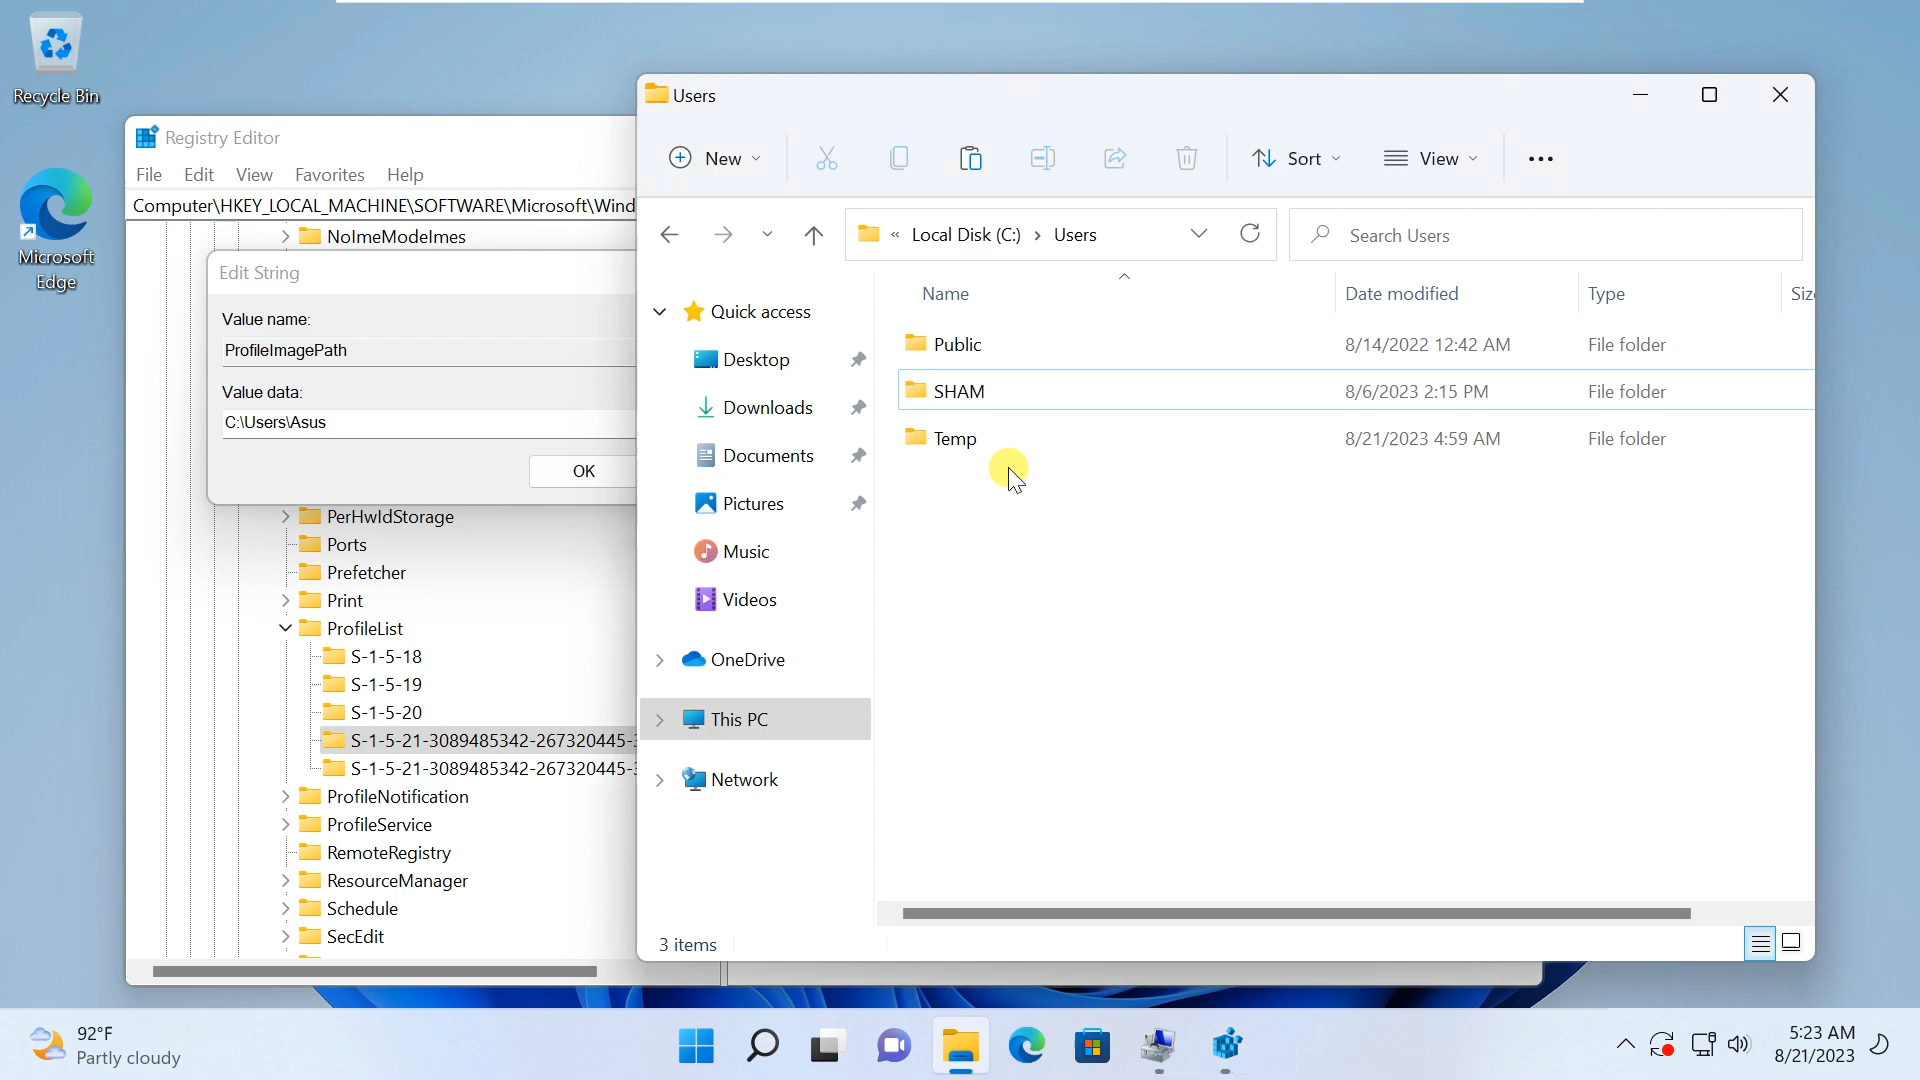 Recycle Bin
Microsoft
Edge
Registry Editor
File Edit View Favorites Help
Computer\HKEY_LOCAL_MACHINE\SOFTWARE\Microsoft\Wind
NoImeModeImes
Edit String
Value name:
ProfileImagePath
Value data:
C:\Users\Asus
OK
PerHwIdStorage
Ports
Prefetcher
Print
ProfileList
S-1-5-18
S-1-5-19
S-1-5-20
S-1-5-21-3089485342-267320445-
S-1-5-21-3089485342-267320445-
ProfileNotification
ProfileService
RemoteRegistry
ResourceManager
Schedule
SecEdit
Users
New Sort View
« Local Disk (C:) › Users
Search Users
Quick access
Desktop
Downloads
Documents
Pictures
Music
Videos
OneDrive
This PC
Network
Name Date modified Type
Public 8/14/2022 12:42 AM File folder
SHAM 8/6/2023 2:15 PM File folder
Temp 8/21/2023 4:59 AM File folder
3 items
92°F
Partly cloudy
5:23 AM
8/21/2023